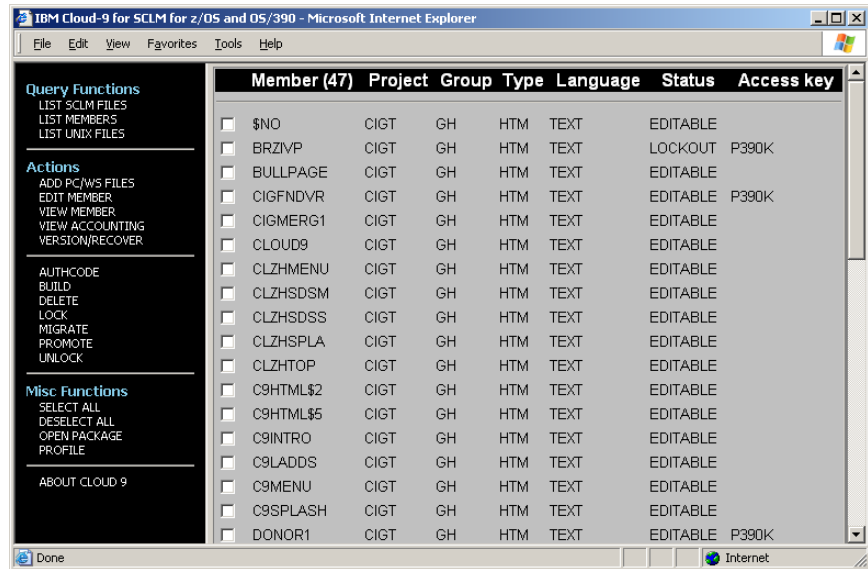 IBM Cloud-9 for SCLM for z/OS and OS/390 - Microsoft Internet Explorer
File Edit View Favorites Tools Help
Query Functions
LIST SCLM FILES
LIST MEMBERS
LIST UNIX FILES
Actions
ADD PC/WS FILES
EDIT MEMBER
VIEW MEMBER
VIEW ACCOUNTING
VERSION/RECOVER
AUTHCODE
BUILD
DELETE
LOCK
MIGRATE
PROMOTE
UNLOCK
Misc Functions
SELECT ALL
DESELECT ALL
OPEN PACKAGE
PROFILE
ABOUT CLOUD 9
Member (47) Project Group Type Language Status Access key
$NO CIGT GH HTM TEXT EDITABLE
BRZIVP CIGT GH HTM TEXT LOCKOUT P390K
BULLPAGE CIGT GH HTM TEXT EDITABLE
CIGFNDVR CIGT GH HTM TEXT EDITABLE P390K
CIGMERG1 CIGT GH HTM TEXT EDITABLE
CLOUD9 CIGT GH HTM TEXT EDITABLE
CLZHMENU CIGT GH HTM TEXT EDITABLE
CLZHSDSM CIGT GH HTM TEXT EDITABLE
CLZHSDSS CIGT GH HTM TEXT EDITABLE
CLZHSPLA CIGT GH HTM TEXT EDITABLE
CLZHTOP CIGT GH HTM TEXT EDITABLE
C9HTML$2 CIGT GH HTM TEXT EDITABLE
C9HTML$5 CIGT GH HTM TEXT EDITABLE
C9INTRO CIGT GH HTM TEXT EDITABLE
C9LADDS CIGT GH HTM TEXT EDITABLE
C9MENU CIGT GH HTM TEXT EDITABLE
C9SPLASH CIGT GH HTM TEXT EDITABLE
DONOR1 CIGT GH HTM TEXT EDITABLE P390K
Done Internet